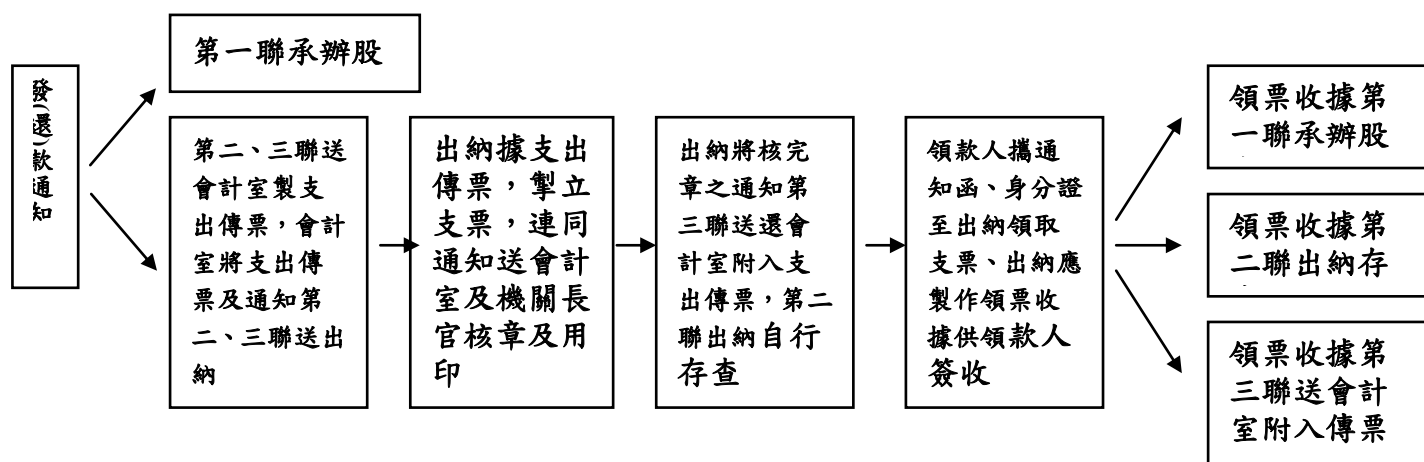 發(還)款通知
第一聯承辦股
第二、三聯送
會計室製支
出傳票，會計
室將支出傳
票及通知第
二、三聯送出
納
出納據支出
傳票，掣立
支票，連同
通知送會計
室及機關長
官核章及用
印
出納將核完
章之通知第
三聯送還會
計室附入支
出傳票，第二
聯出納自行
存查
領款人攜通
知函、身分證
至出納領取
支票、出納應
製作領票收
據供領款人
簽收
領票收據第
一聯承辦股
領票收據第
二聯出納存
領票收據第
三聯送會計
室附入傳票